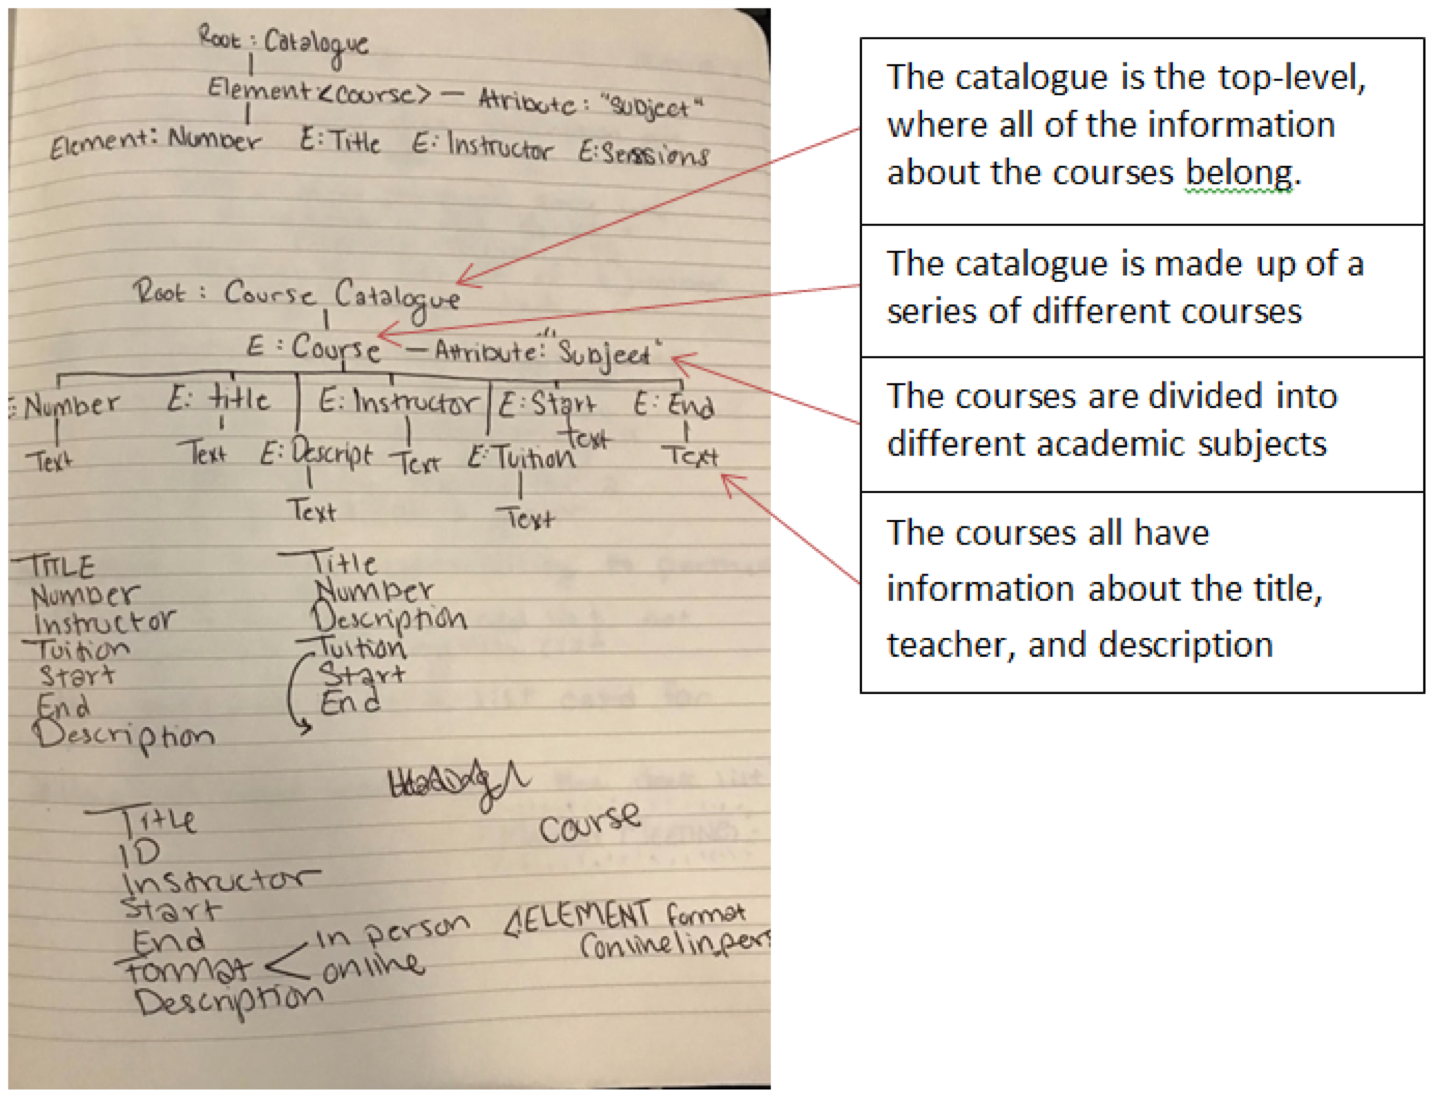 Root : Catalogue
Element <course> — Atribute : "Subject"
Element: Number E: Title E: Instructor E: Sessions
Root : Course Catalogue
E : Course — Attribute: "Subject"
E: Number E: title E: Instructor E: Start E: End
Text Text E: Descript Text E: Tuition text Text
Text Text
TITLE
Number
Instructor
Tuition
Start
End
Description
Title
Number
Description
Tuition
Start
End
Title
ID
Instructor
Start
End
Format
Description
in person
online
Course
<!ELEMENT format
(online|inpers
The catalogue is the top-level,
where all of the information
about the courses belong.
The catalogue is made up of a
series of different courses
The courses are divided into
different academic subjects
The courses all have
information about the title,
teacher, and description